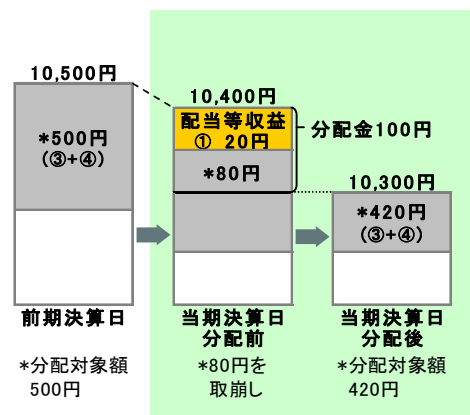 10,500円
*500円
(③+④)
前期決算日
*分配対象額
500円
10,400円
配当等収益
① 20円
*80円
分配金100円
当期決算日
分配前
*80円を
取崩し
10,300円
*420円
(③+④)
当期決算日
分配後
*分配対象額
420円